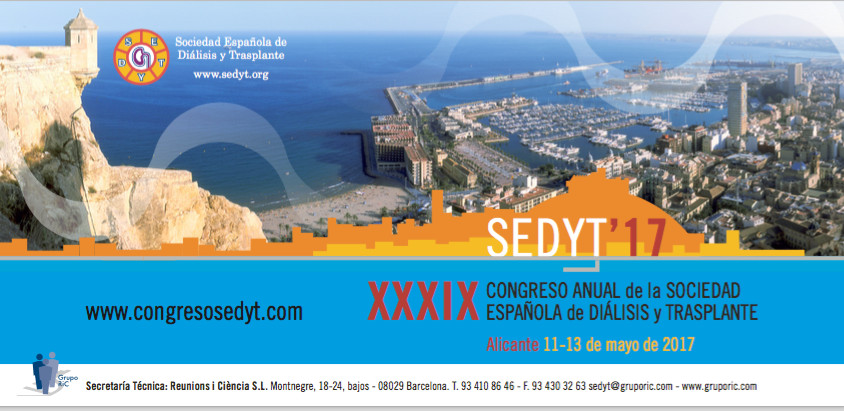 SEDYT
Sociedad Española de
Diálisis y Trasplante
www.sedyt.org
SEDYT'17
www.congresosedyt.com
XXXIX
CONGRESO ANUAL de la SOCIEDAD
ESPAÑOLA de DIÁLISIS y TRASPLANTE
Alicante 11-13 de mayo de 2017
Grupo
RiC
Secretaría Técnica: Reunions i Ciència S.L. Montnegre, 18-24, bajos - 08029 Barcelona. T. 93 410 86 46 - F. 93 430 32 63 sedyt@gruporic.com - www.gruporic.com